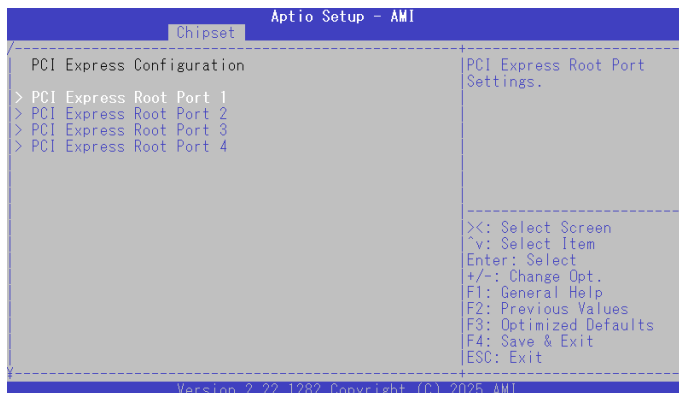 Aptio Setup - AMI
Chipset
PCI Express Configuration
PCI Express Root Port
Settings.
> PCI Express Root Port 1
> PCI Express Root Port 2
> PCI Express Root Port 3
> PCI Express Root Port 4
><: Select Screen
^v: Select Item
Enter: Select
+/-: Change Opt.
F1: General Help
F2: Previous Values
F3: Optimized Defaults
F4: Save & Exit
ESC: Exit
Version 2.22.1282 Copyright (C) 2025 AMI